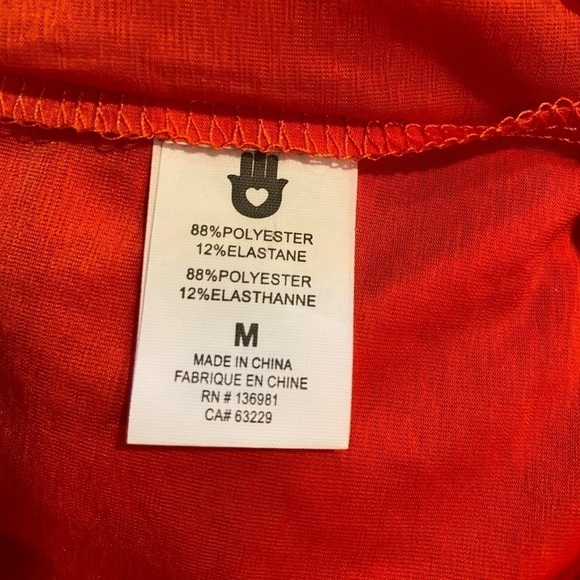 88%POLYESTER
12%ELASTANE
88%POLYESTER
12%ELASTHANNE
M
MADE IN CHINA
FABRIQUE EN CHINE
RN # 136981
CA# 63229